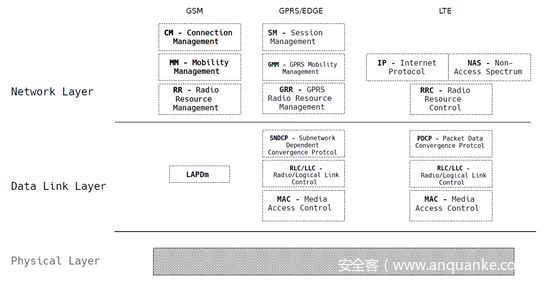 GSM
GPRS/EDGE
LTE
CM - Connection
Management
SM - Session
Management
MM - Mobility
Management
GMM - GPRS Mobility
Management
IP - Internet
Protocol
NAS - Non-
Access Spectrum
Network Layer
RR - Radio
Resource
Management
GRR - GPRS
Radio Resource
Management
RRC - Radio
Resource
Control
SNDCP - Subnetwork
Dependent
Convergence Protcol
PDCP - Packet Data
Convergence Protcol
Data Link Layer
LAPDm
RLC/LLC -
Radio/Logical Link
Control
RLC/LLC -
Radio/Logical Link
Control
MAC - Media
Access Control
MAC - Media
Access Control
Physical Layer
安全客（www.anquanke.co